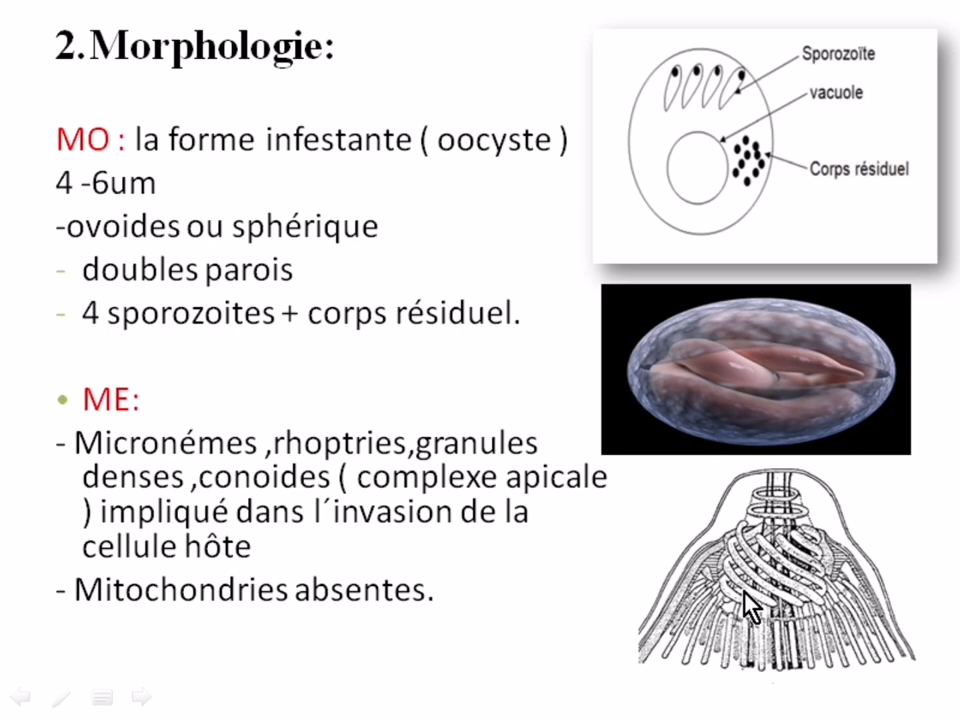 2.Morphologie:
MO : la forme infestante ( oocyste )
4 -6um
-ovoides ou sphérique
- doubles parois
- 4 sporozoites + corps résiduel.
• ME:
- Micronémes ,rhoptries,granules
denses ,conoides ( complexe apicale
) impliqué dans l´invasion de la
cellule hôte
- Mitochondries absentes.
Sporozoïte
vacuole
Corps résiduel